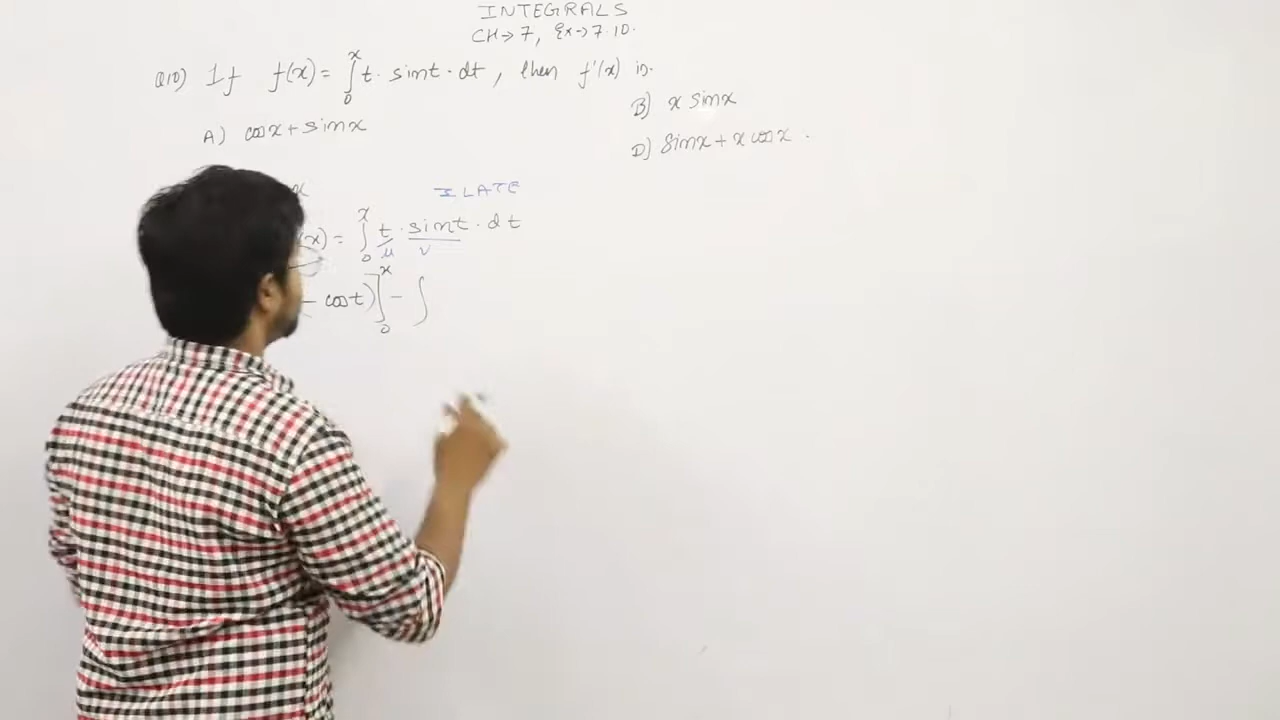 INTEGRALS
CH→7, Ex→7.10.
Q10) If f(x) = ∫₀ˣ t · sint · dt, then f'(x) is.
A) cosx + sinx
B) x sinx
D) sinx + x cosx .
x
ILATE
(x) = ∫₀ˣ t · sint · dt
u v
- cost)]₀ˣ - ∫